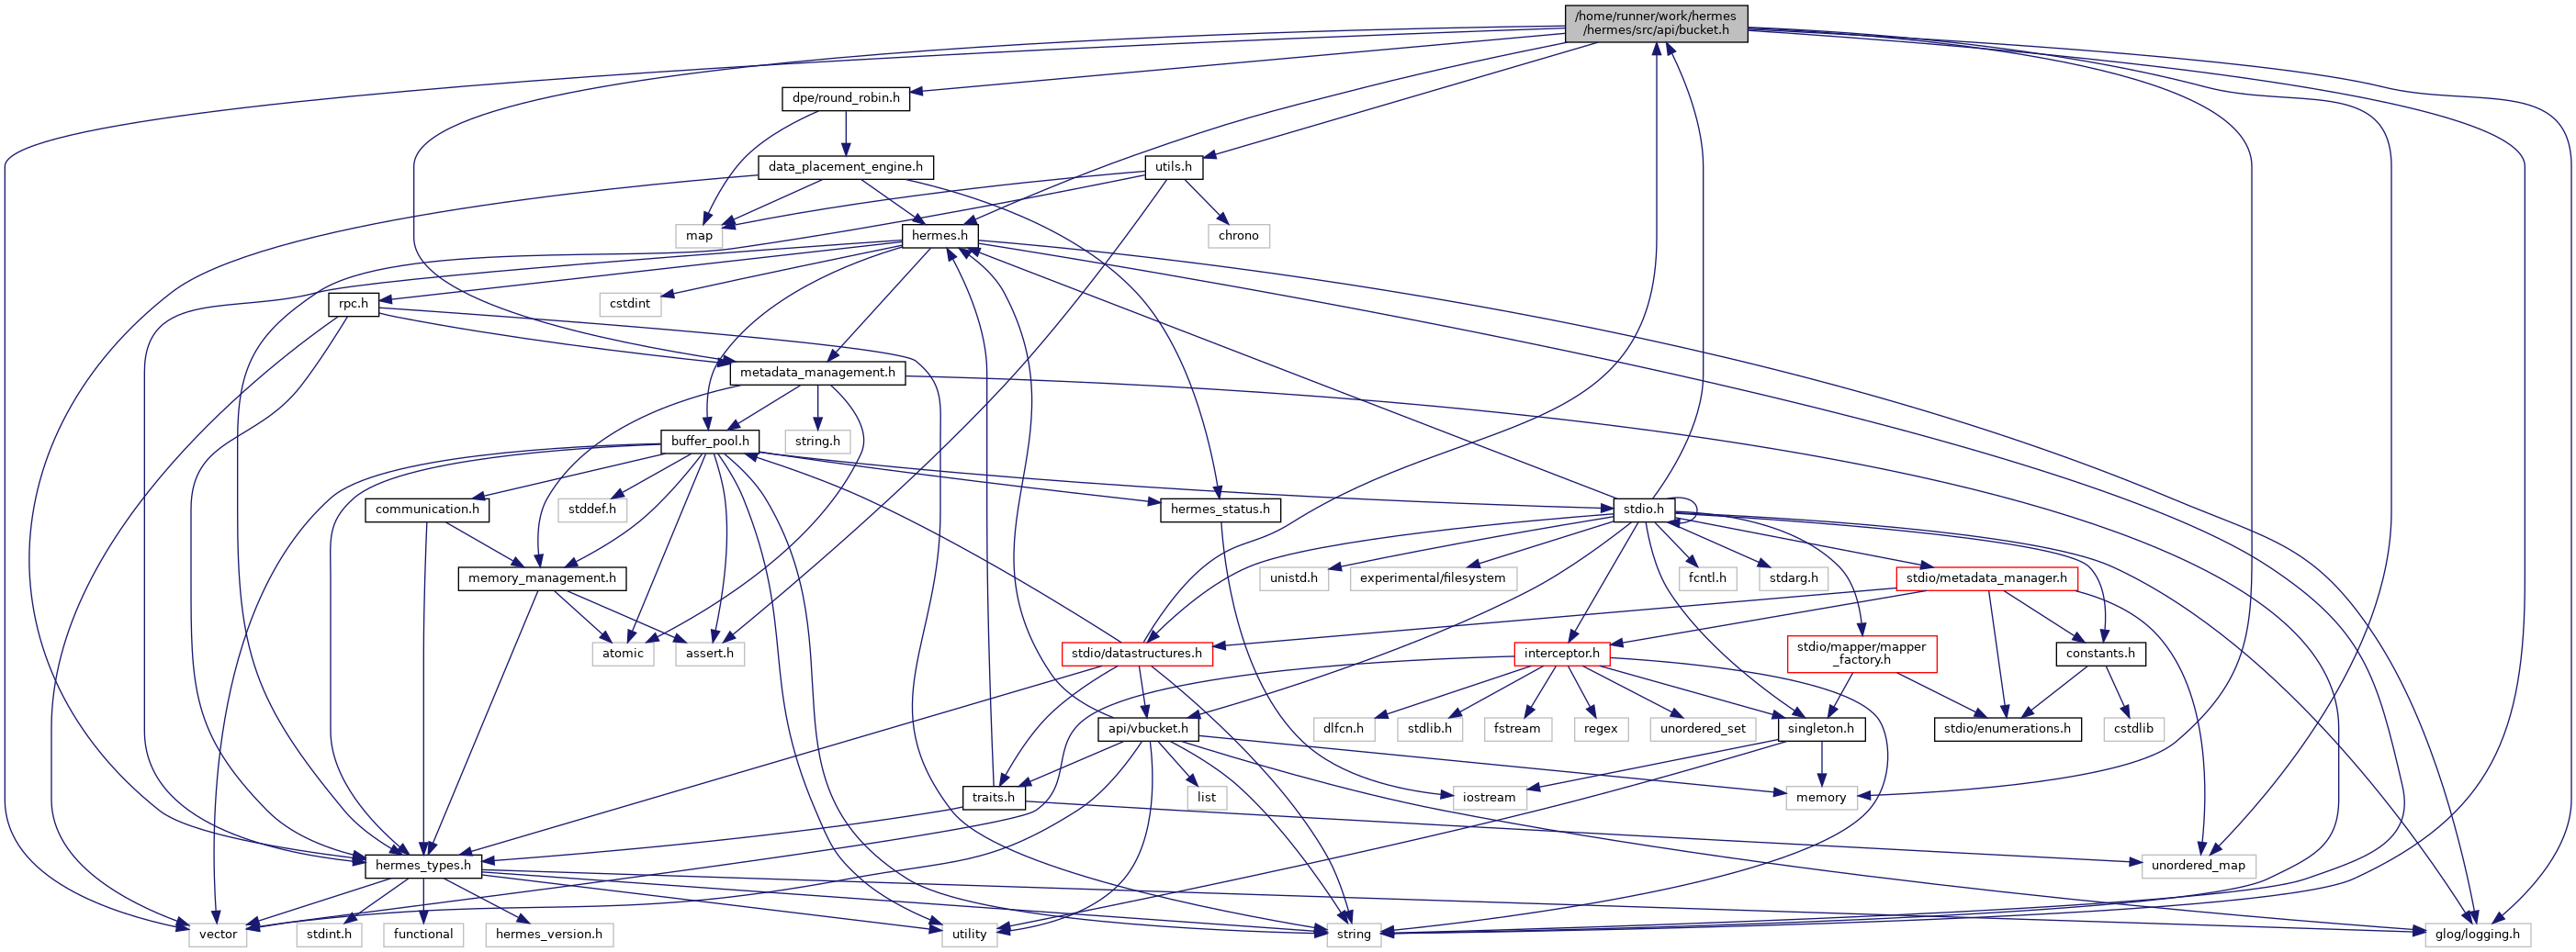 /home/runner/work/hermes
/hermes/src/api/bucket.h
dpe/round_robin.h
data_placement_engine.h
utils.h
map
hermes.h
chrono
rpc.h
cstdint
metadata_management.h
buffer_pool.h
string.h
communication.h
stddef.h
hermes_status.h
stdio.h
memory_management.h
unistd.h
experimental/filesystem
fcntl.h
stdarg.h
stdio/metadata_manager.h
atomic
assert.h
stdio/datastructures.h
interceptor.h
stdio/mapper/mapper
_factory.h
constants.h
api/vbucket.h
dlfcn.h
stdlib.h
fstream
regex
unordered_set
singleton.h
stdio/enumerations.h
cstdlib
traits.h
list
iostream
memory
hermes_types.h
unordered_map
vector
stdint.h
functional
hermes_version.h
utility
string
glog/logging.h